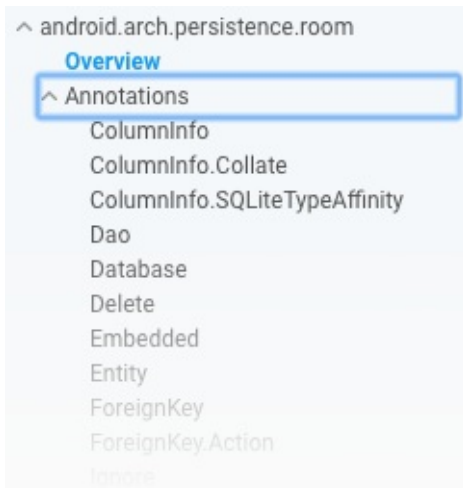 android.arch.persistence.room
Overview
Annotations
ColumnInfo
ColumnInfo.Collate
ColumnInfo.SQLiteTypeAffinity
Dao
Database
Delete
Embedded
Entity
ForeignKey
ForeignKey.Action
Ignore